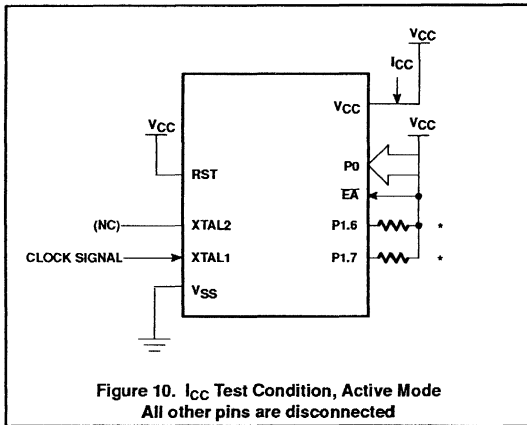 VCC
ICC
VCC
VCC
VCC
P0
RST
EA
(NC)
XTAL2
P1.6
*
CLOCK SIGNAL
XTAL1
P1.7
*
VSS
Figure 10. ICC Test Condition, Active Mode
All other pins are disconnected